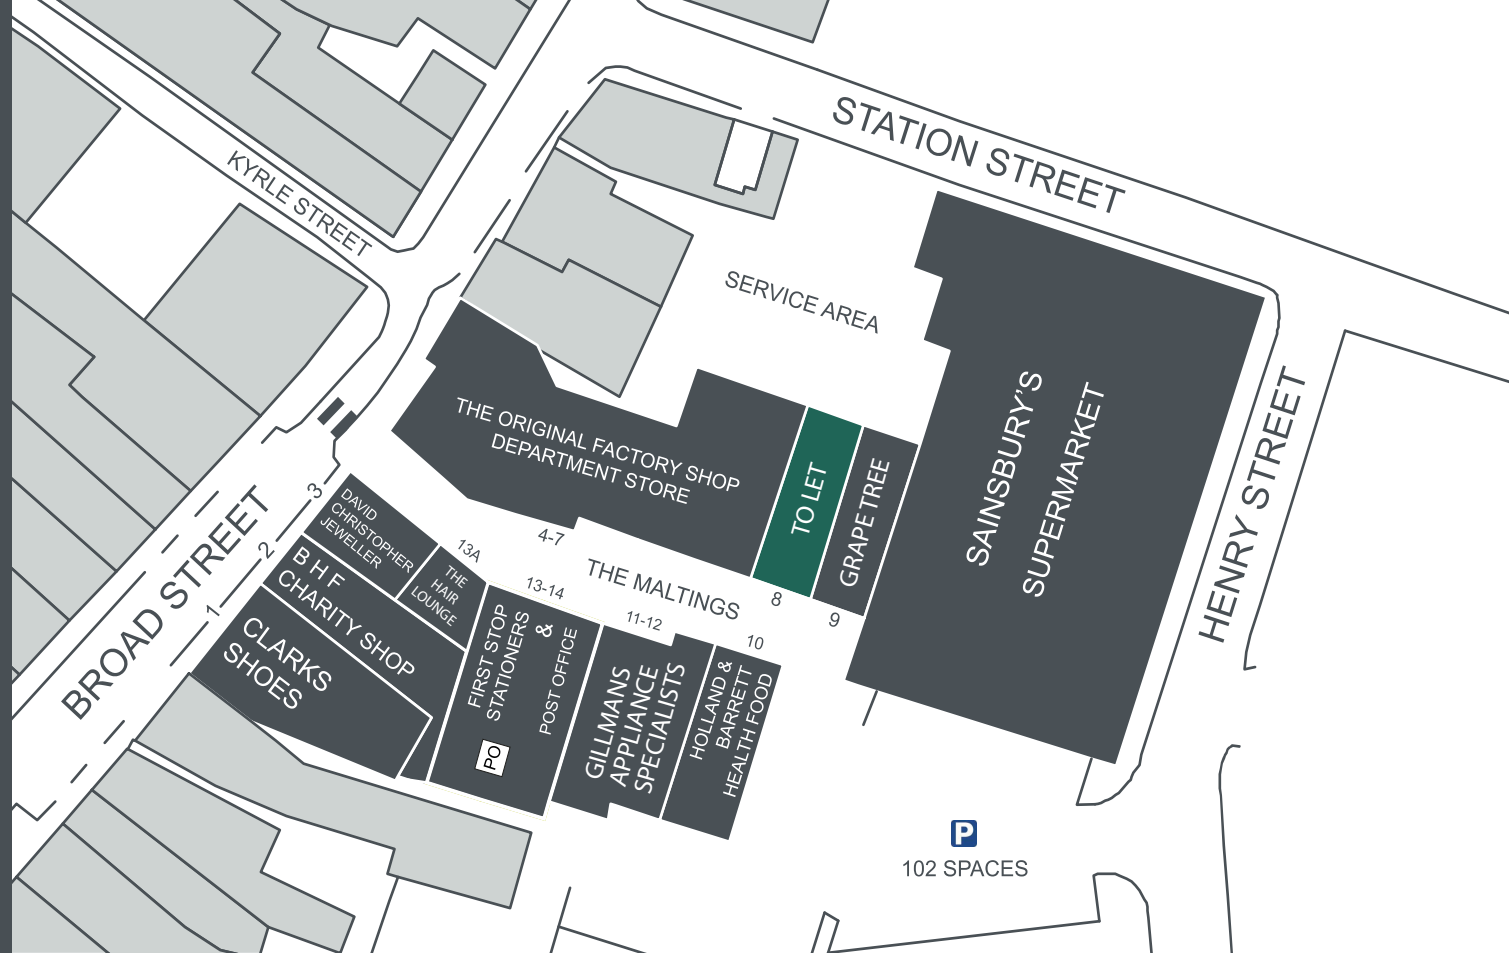 STATION STREET
KYRLE STREET
SERVICE AREA
SAINSBURY'S
SUPERMARKET
HENRY STREET
THE ORIGINAL FACTORY SHOP
DEPARTMENT STORE
TO LET
GRAPE TREE
BROAD STREET
3
2
1
DAVID
CHRISTOPHER
JEWELLER
B H F
CHARITY SHOP
CLARKS
SHOES
13A
THE
HAIR
LOUNGE
4-7
THE MALTINGS
8
9
13-14
11-12
10
FIRST STOP
STATIONERS
&
POST OFFICE
PO
GILLMANS
APPLIANCE
SPECIALISTS
HOLLAND &
BARRETT
HEALTH FOOD
P
102 SPACES